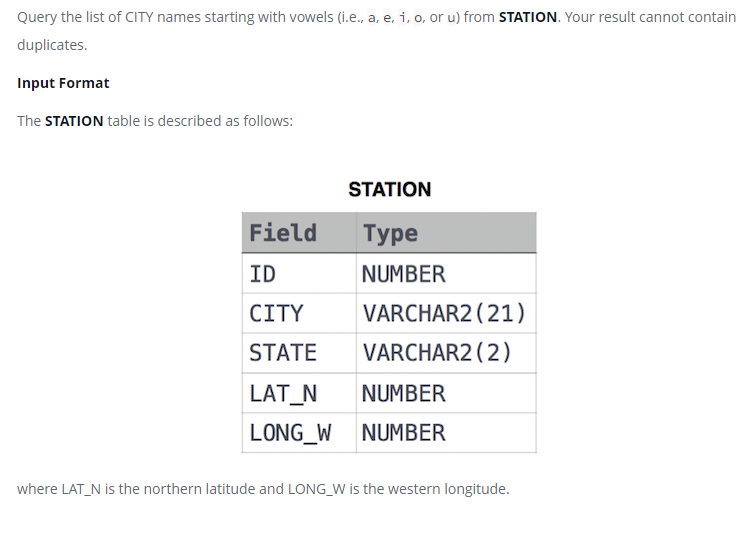 Query the list of CITY names starting with vowels (i.e., a, e, i, o, or u) from STATION. Your result cannot contain
duplicates.
Input Format
The STATION table is described as follows:
STATION
Field Type
ID NUMBER
CITY VARCHAR2(21)
STATE VARCHAR2(2)
LAT_N NUMBER
LONG_W NUMBER
where LAT_N is the northern latitude and LONG_W is the western longitude.